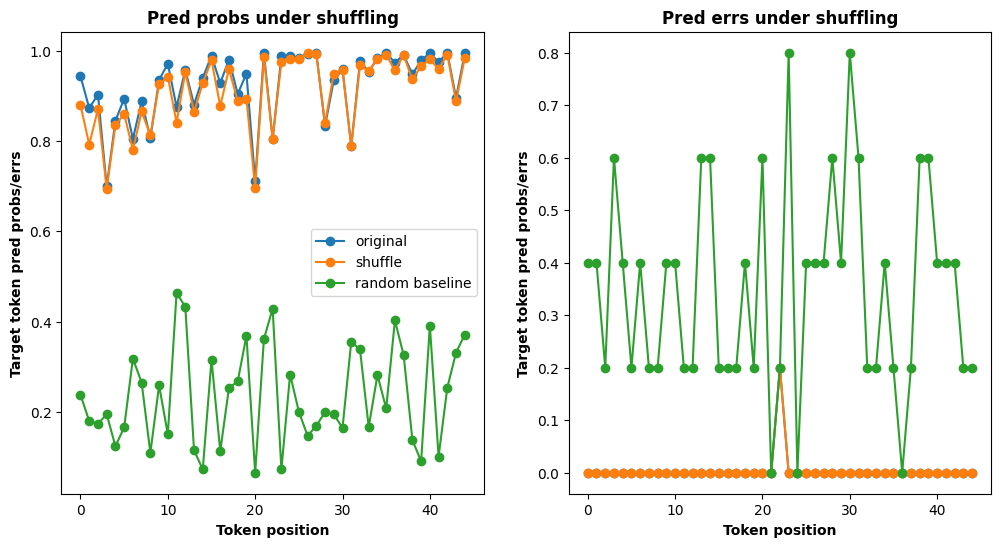 Pred probs under shuffling
Target token pred probs/errs
1.0
0.8
0.6
0.4
0.2
original
shuffle
random baseline
0
10
20
30
40
Token position
Pred errs under shuffling
Target token pred probs/errs
0.8
0.7
0.6
0.5
0.4
0.3
0.2
0.1
0.0
0
10
20
30
40
Token position